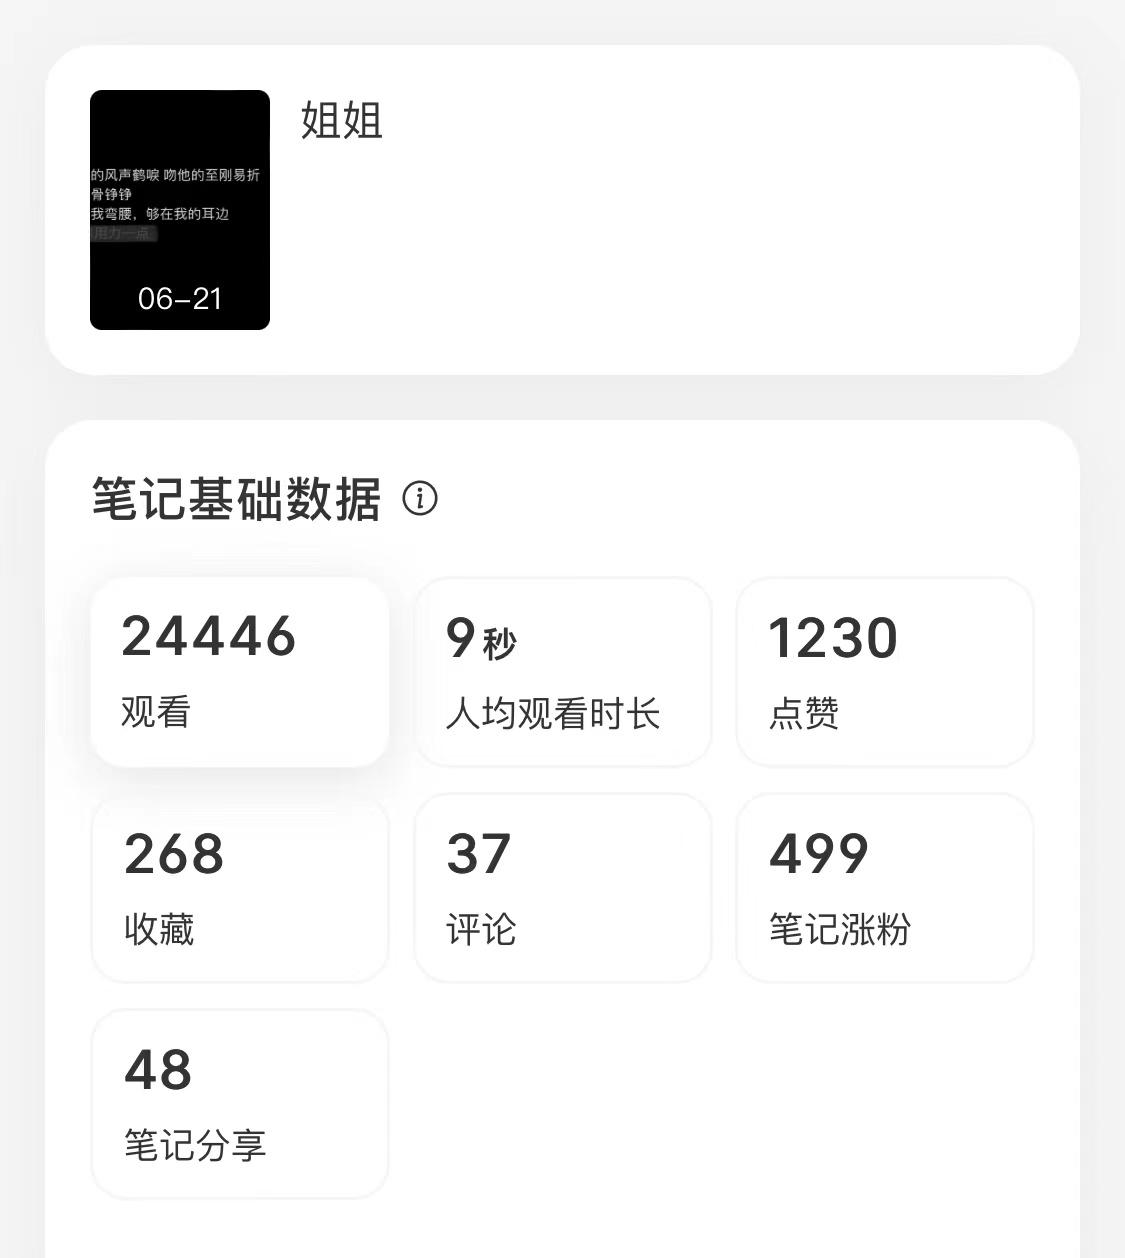 姐姐
的风声鹤唳 吻他的至刚易折
骨铮铮
我弯腰，够在我的耳边
用力一点
06-21
笔记基础数据
24446
观看
9秒
人均观看时长
1230
点赞
268
收藏
37
评论
499
笔记涨粉
48
笔记分享